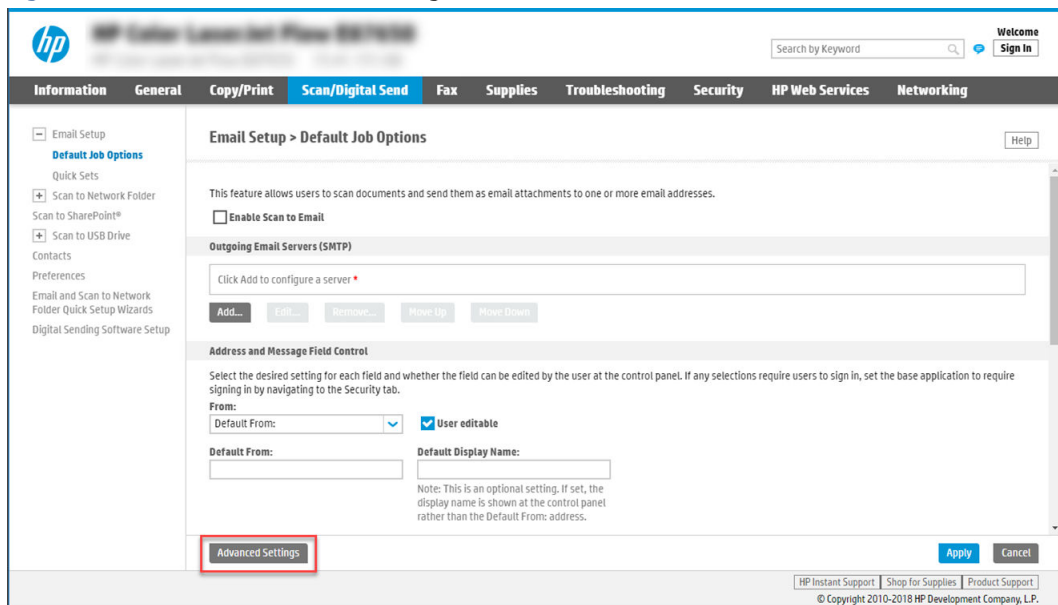 hp
Welcome
Search by Keyword
Sign In
Information General Copy/Print Scan/Digital Send Fax Supplies Troubleshooting Security HP Web Services Networking
Email Setup
Default Job Options
Quick Sets
Scan to Network Folder
Scan to SharePoint®
Scan to USB Drive
Contacts
Preferences
Email and Scan to Network
Folder Quick Setup Wizards
Digital Sending Software Setup
Email Setup > Default Job Options
Help
This feature allows users to scan documents and send them as email attachments to one or more email addresses.
Enable Scan to Email
Outgoing Email Servers (SMTP)
Click Add to configure a server *
Add... Edit... Remove... Move Up Move Down
Address and Message Field Control
Select the desired setting for each field and whether the field can be edited by the user at the control panel. If any selections require users to sign in, set the base application to require
signing in by navigating to the Security tab.
From:
Default From: User editable
Default From: Default Display Name:
Note: This is an optional setting. If set, the
display name is shown at the control panel
rather than the Default From: address.
Advanced Settings Apply Cancel
HP Instant Support Shop for Supplies Product Support
© Copyright 2010-2018 HP Development Company, L.P.